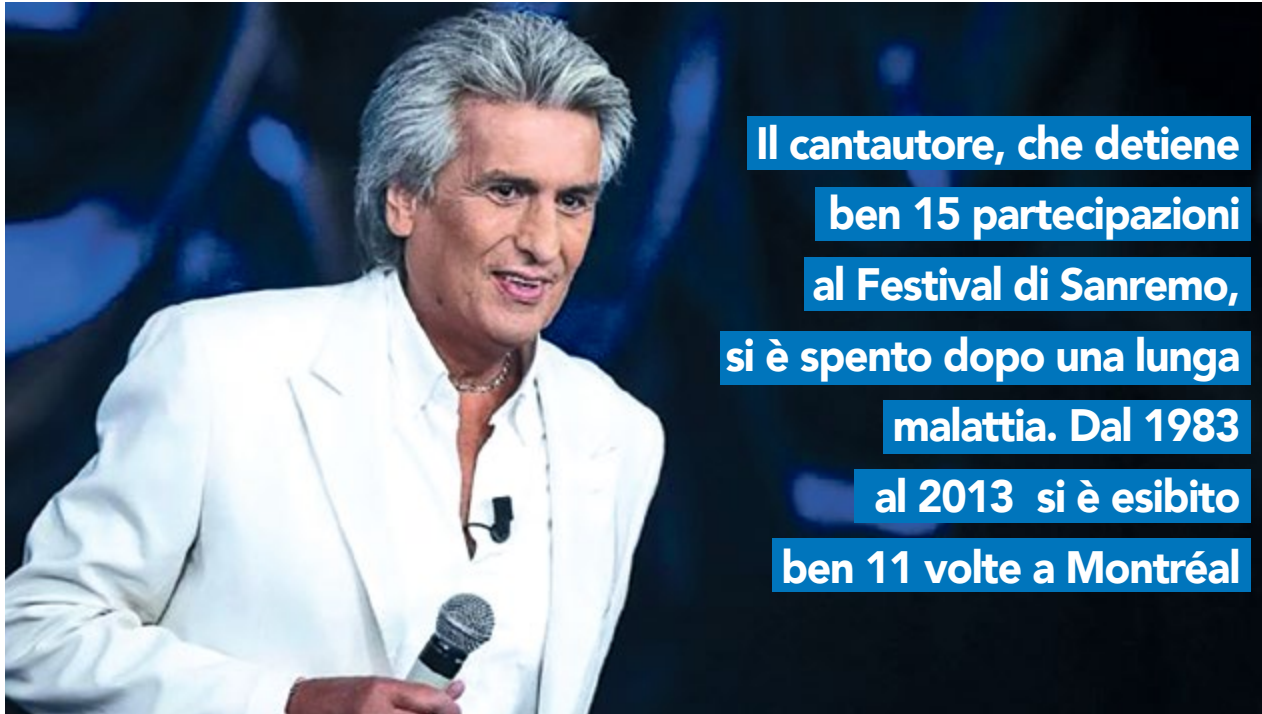 Il cantautore, che detiene
ben 15 partecipazioni
al Festival di Sanremo,
si è spento dopo una lunga
malattia. Dal 1983
al 2013 si è esibito
ben 11 volte a Montréal